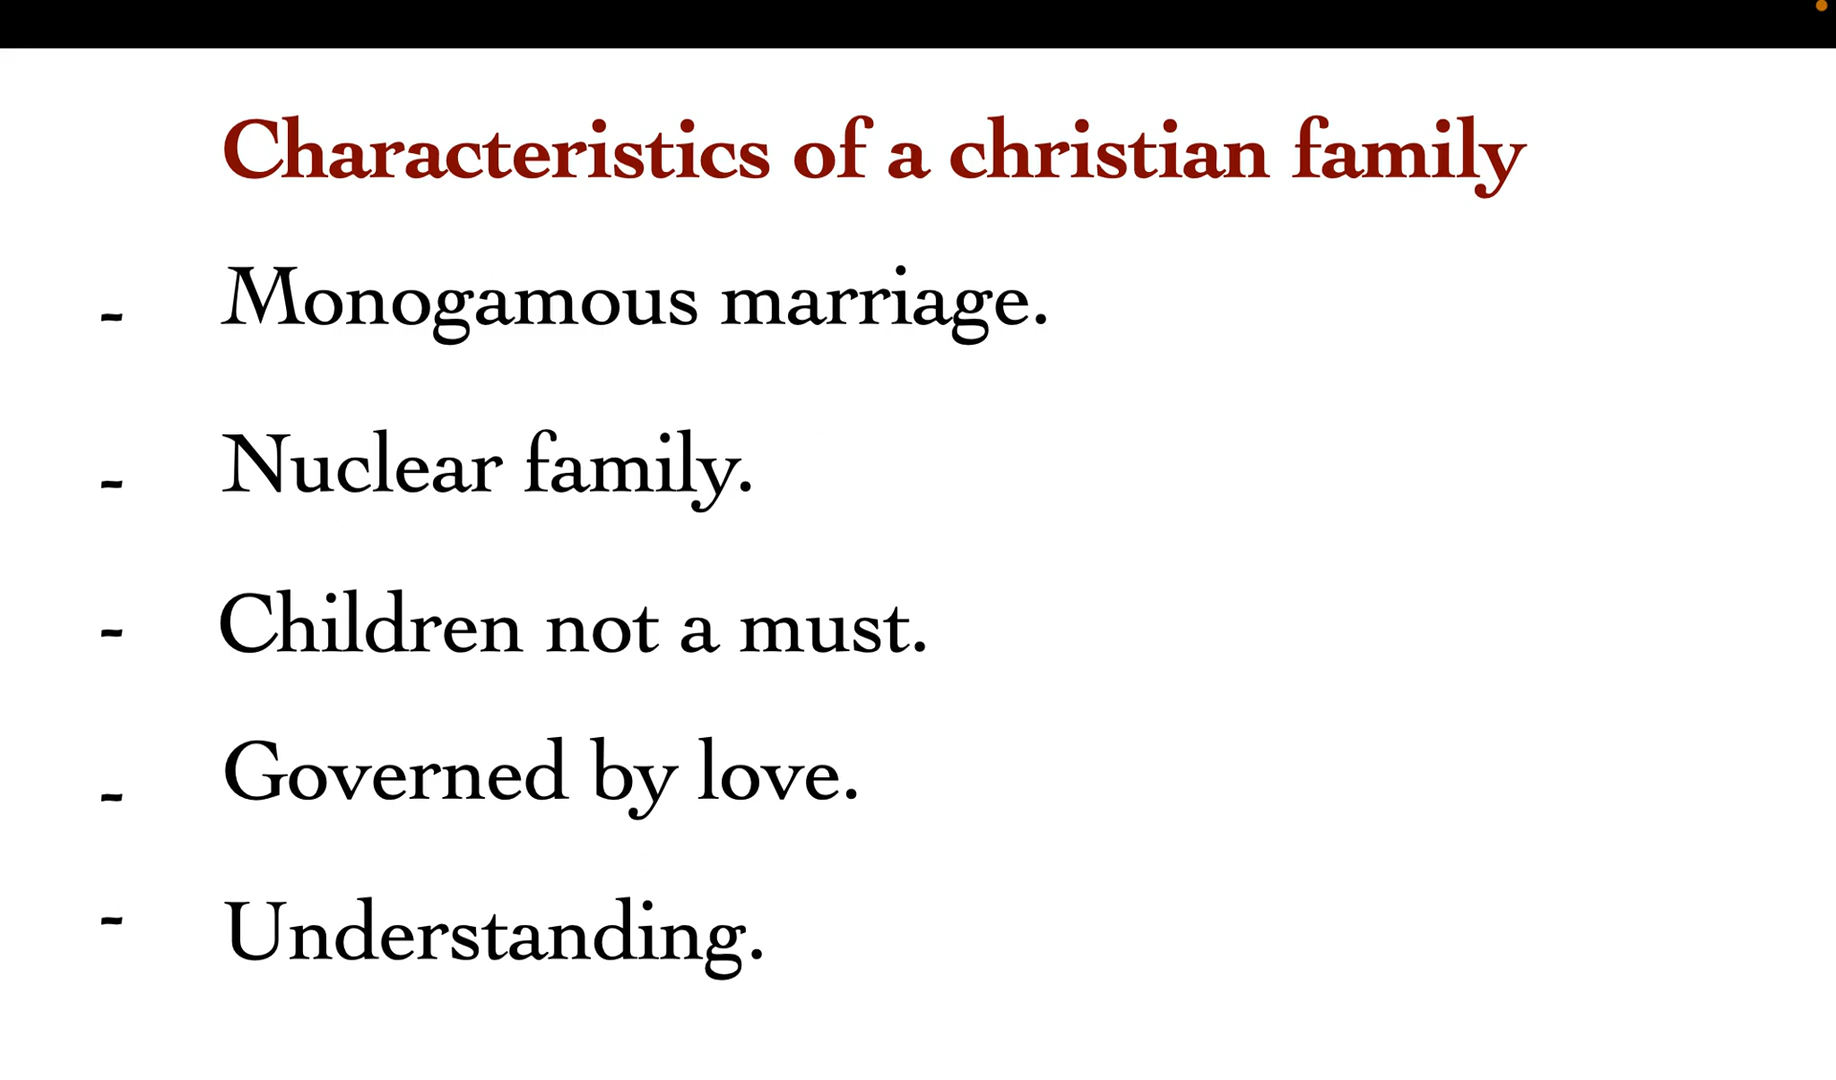 Characteristics of a christian family
- Monogamous marriage.
- Nuclear family.
- Children not a must.
- Governed by love.
- Understanding.